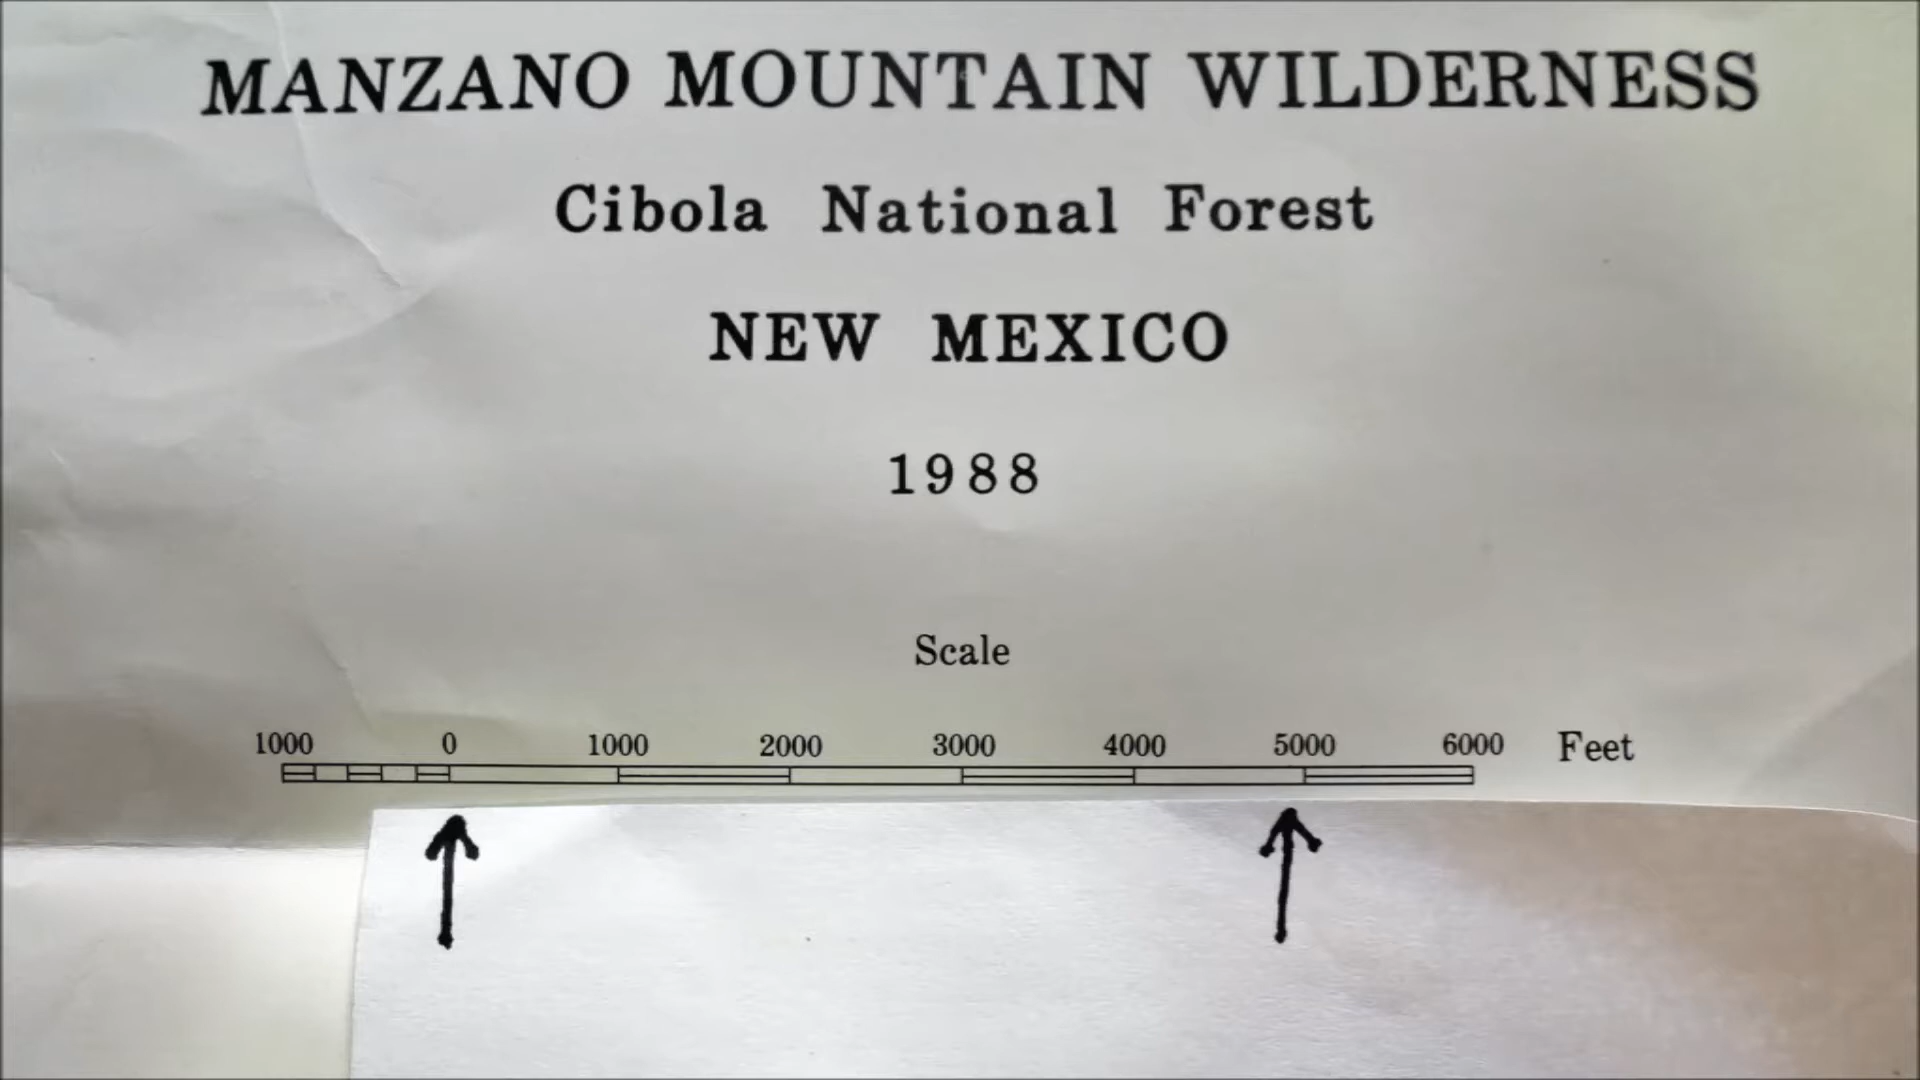 MANZANO MOUNTAIN WILDERNESS
Cibola National Forest
NEW MEXICO
1988
Scale
1000 0 1000 2000 3000 4000 5000 6000 Feet